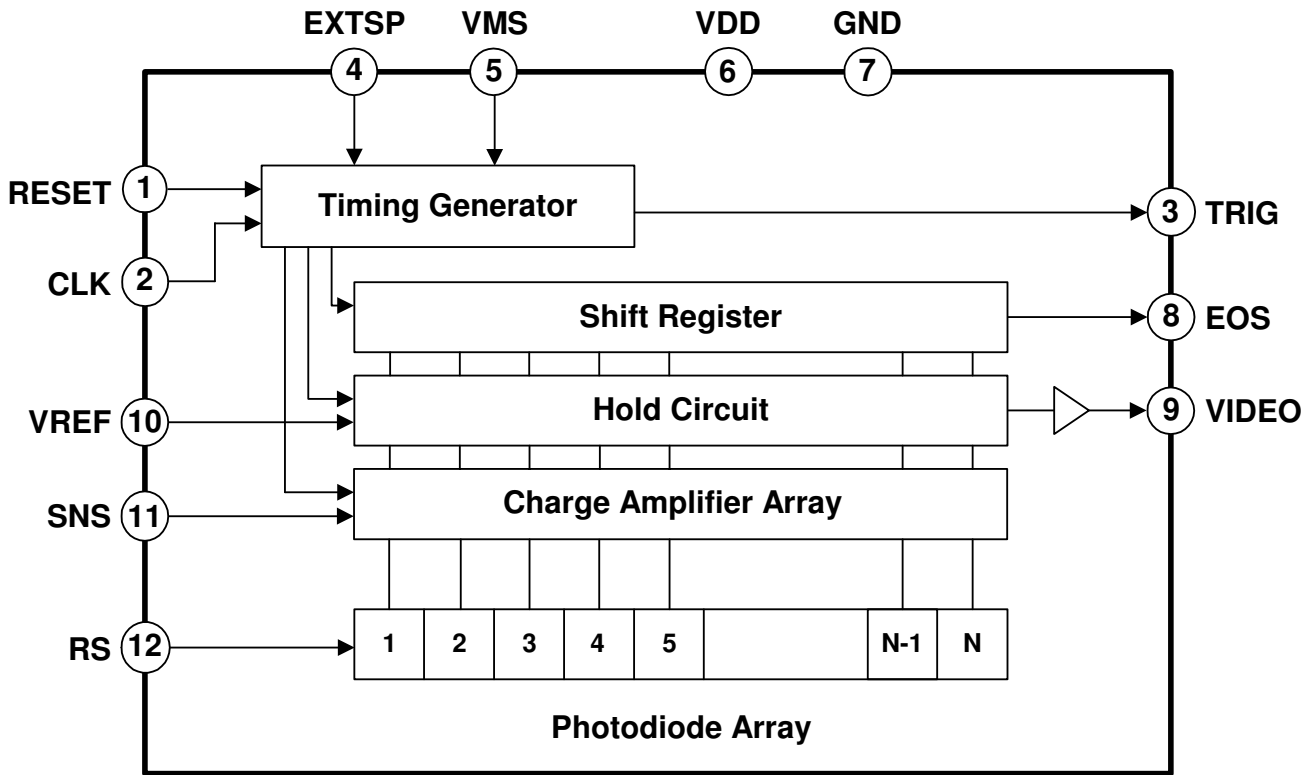 EXTSP VMS VDD GND
4 5 6 7
RESET 1
Timing Generator
3 TRIG
CLK 2
Shift Register
8 EOS
VREF 10
Hold Circuit
9 VIDEO
SNS 11
Charge Amplifier Array
RS 12
1 2 3 4 5 N-1 N
Photodiode Array